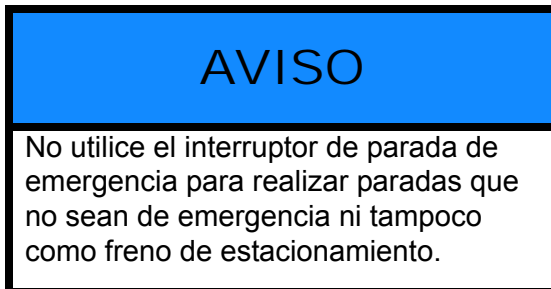 AVISO
No utilice el interruptor de parada de
emergencia para realizar paradas que
no sean de emergencia ni tampoco
como freno de estacionamiento.